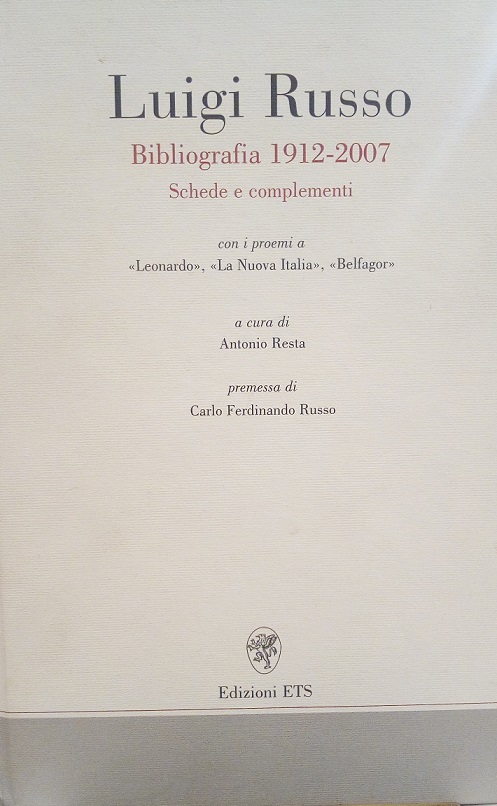 Luigi Russo
Bibliografia 1912-2007
Schede e complementi
con i proemi a
«Leonardo», «La Nuova Italia», «Belfagor»
a cura di
Antonio Resta
premessa di
Carlo Ferdinando Russo
Edizioni ETS